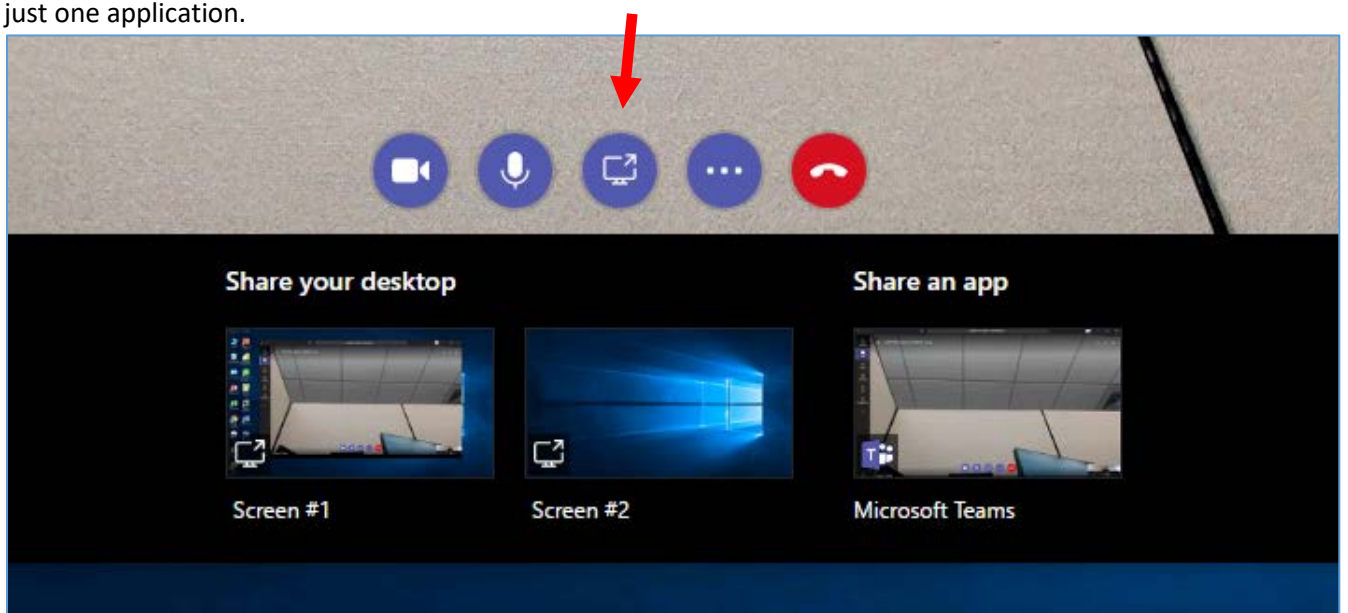 just one application.
Share your desktop
Share an app
T
Screen #1
Screen #2
Microsoft Teams